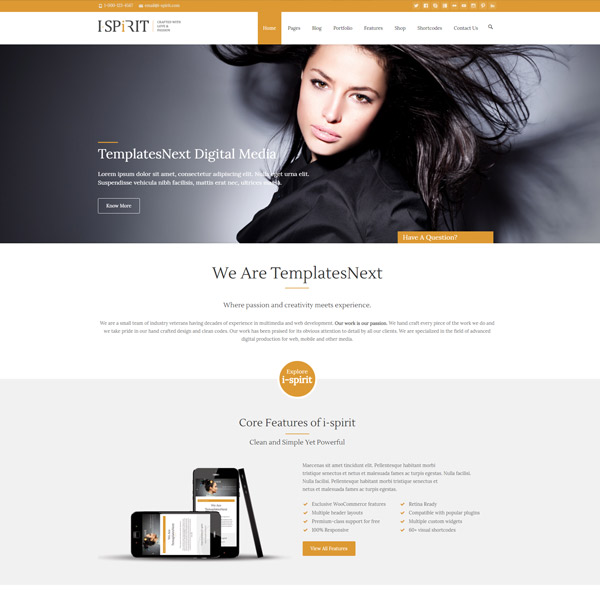 1-800-123-4567 email@i-spirit.com
I SPIRIT CRAFTED WITH LOVE & PASSION
Home Pages Blog Portfolio Features Shop Shortcodes Contact Us
TemplatesNext Digital Media
Lorem ipsum dolor sit amet, consectetur adipiscing elit. Nulla eget urna elit.
Suspendisse vehicula nibh facilisis, mattis erat nec, ultrices
Know More
Have A Question?
We Are TemplatesNext
Where passion and creativity meets experience.
We are a small team of industry veterans having decades of experience in multimedia and web development. Our work is our passion. We hand craft every piece of the work we do and
we take pride in our hand crafted design and clean codes. Our work has been praised for its obvious attention to detail by all our clients. We are specialized in the field of advanced
digital production for web, mobile and other media.
Explore
i-spirit
Core Features of i-spirit
Clean and Simple Yet Powerful
Maecenas sit amet tincidunt elit. Pellentesque habitant morbi
tristique et netus et malesuada fames ac turpis egestas.
Nulla facilisi. Pellentesque habitant morbi tristique senectus et
netus et malesuada fames ac turpis egestas.
Exclusive WooCommerce features
Multiple header layouts
Premium-class support for free
100% Responsive
Retina Ready
Compatible with popular plugins
Multiple custom widgets
60+ visual shortcodes
View All Features